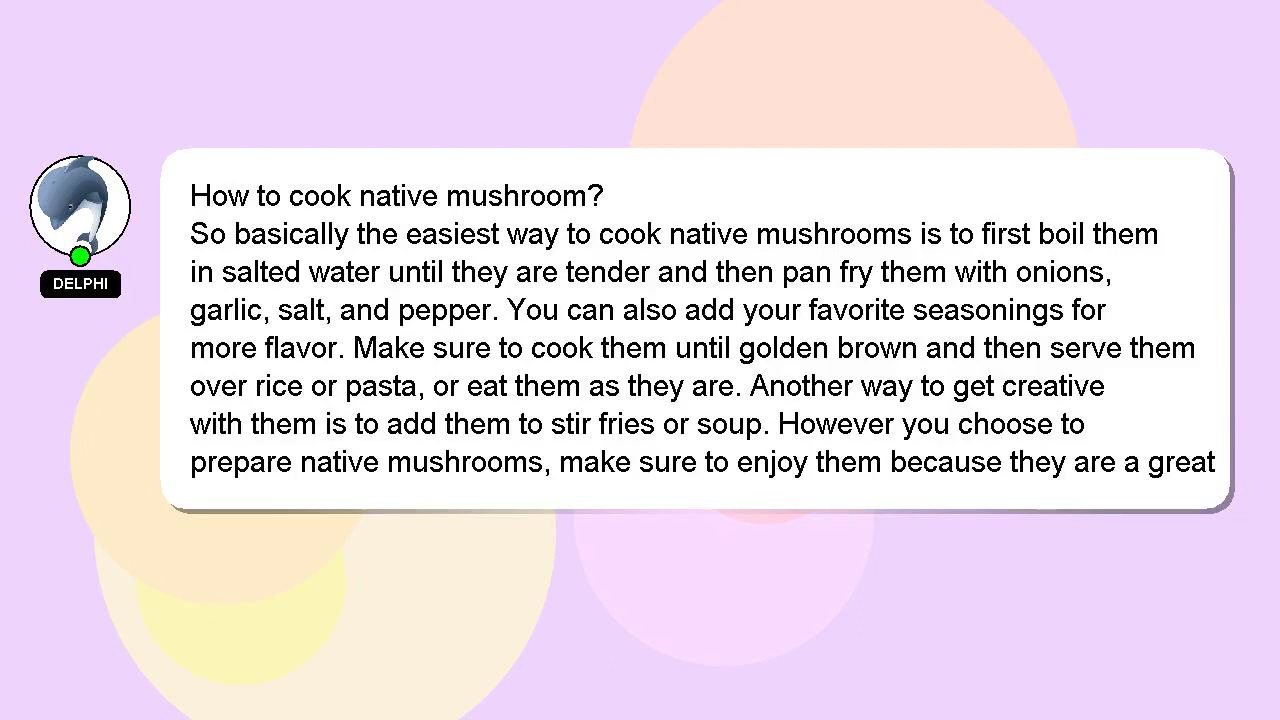 DELPHI
How to cook native mushroom?
So basically the easiest way to cook native mushrooms is to first boil them
in salted water until they are tender and then pan fry them with onions,
garlic, salt, and pepper. You can also add your favorite seasonings for
more flavor. Make sure to cook them until golden brown and then serve them
over rice or pasta, or eat them as they are. Another way to get creative
with them is to add them to stir fries or soup. However you choose to
prepare native mushrooms, make sure to enjoy them because they are a great